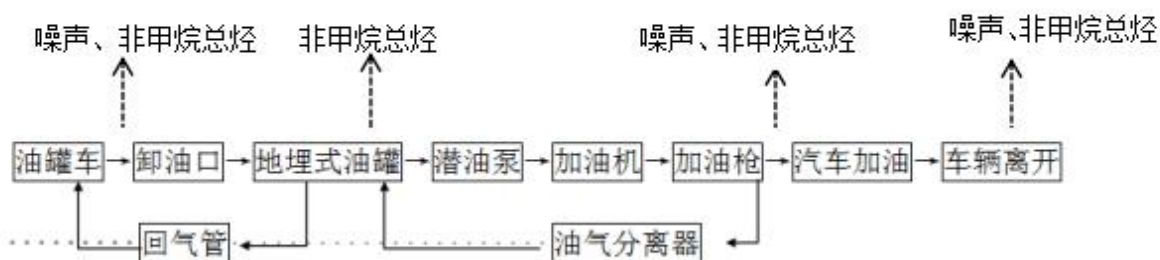 噪声、非甲烷总烃 非甲烷总烃 噪声、非甲烷总烃 噪声、非甲烷总烃
油罐车 卸油口 地埋式油罐 潜油泵 加油机 加油枪 汽车加油 车辆离开
回气管 油气分离器